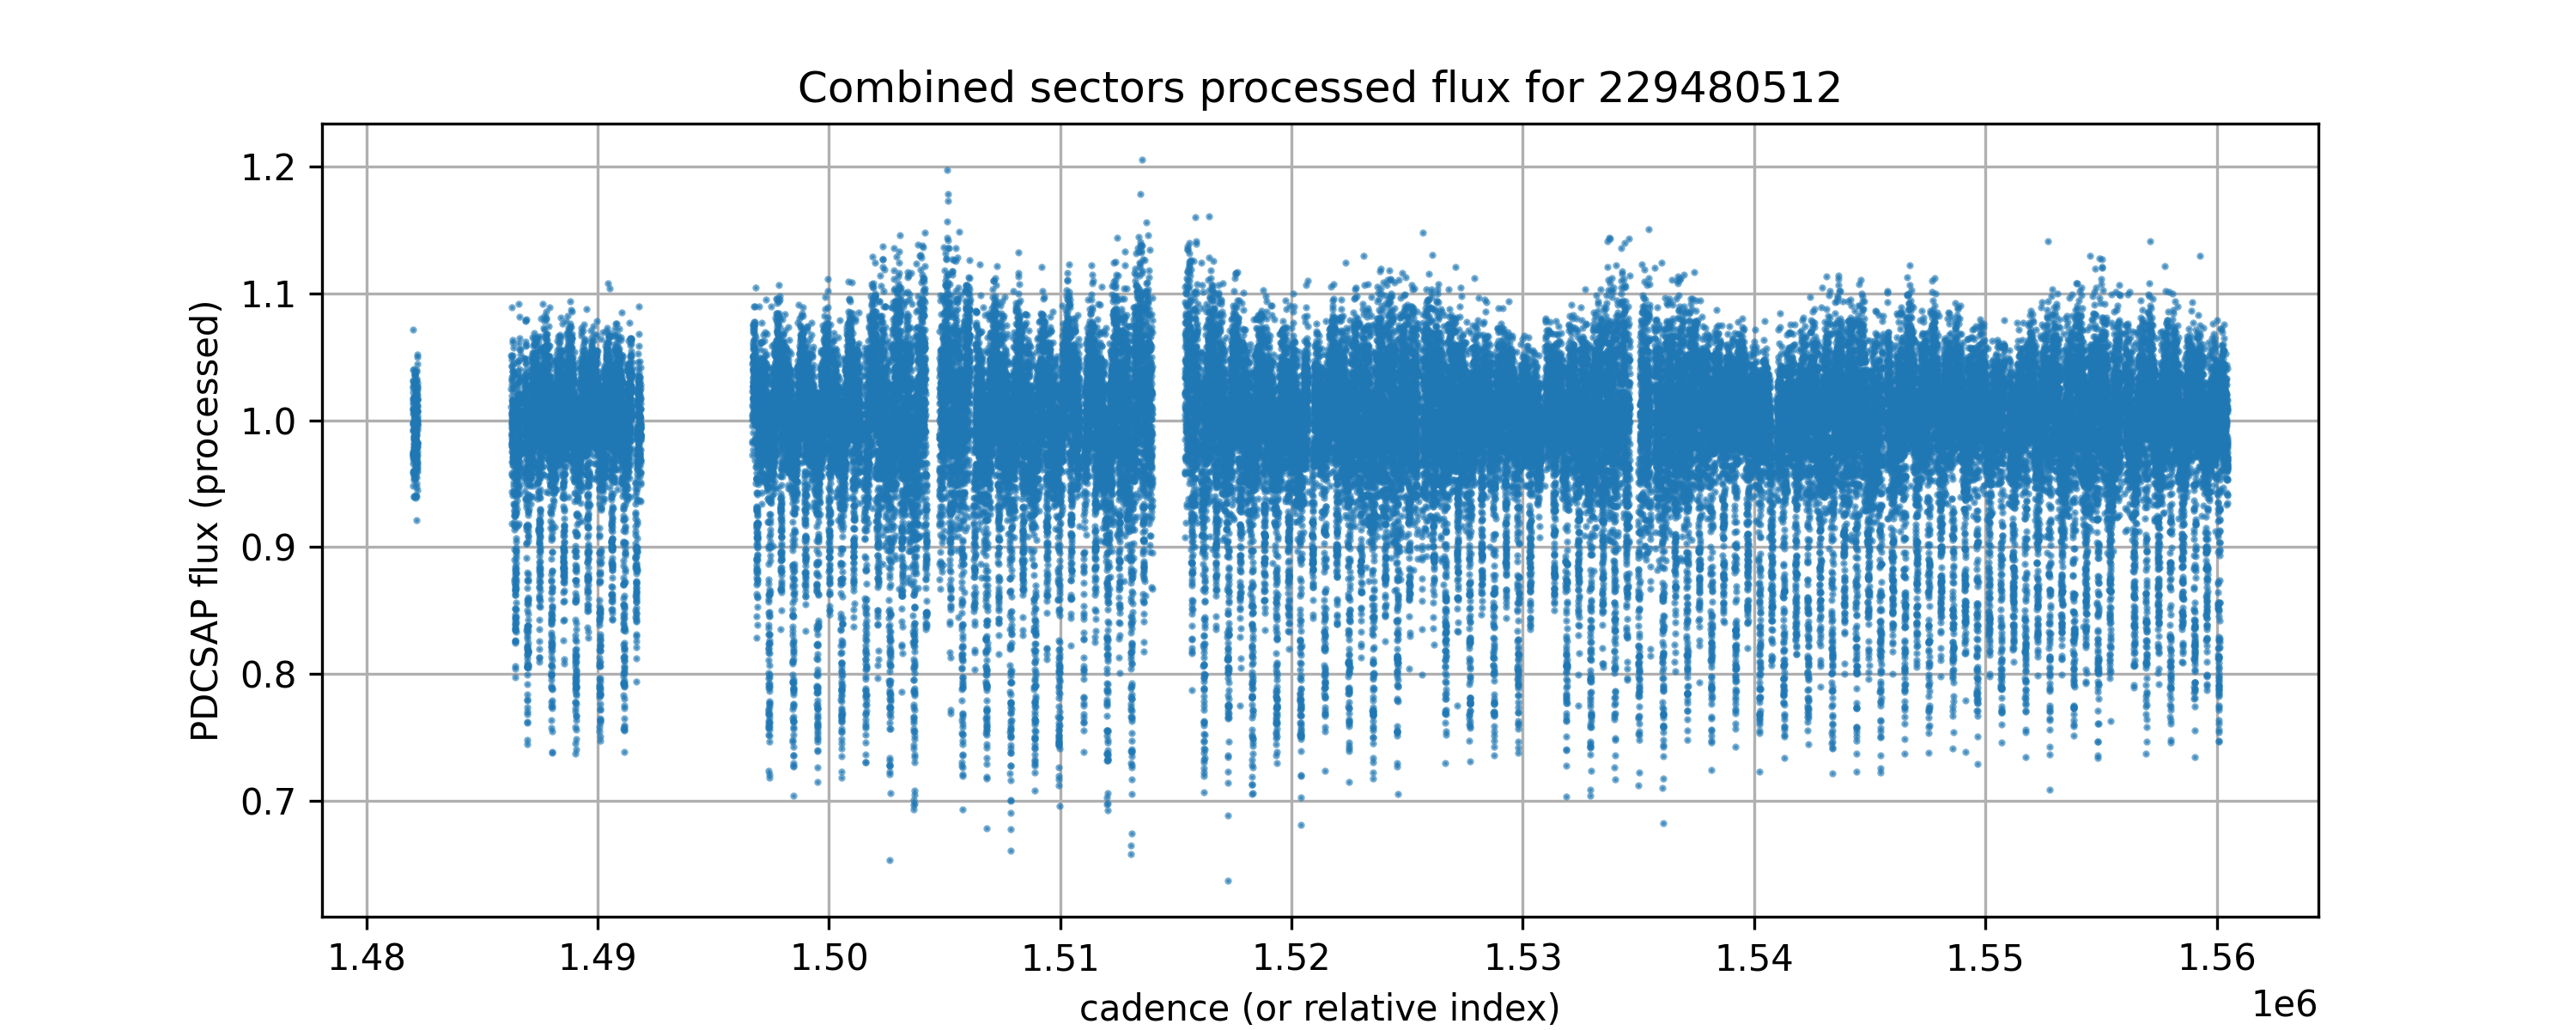 Combined sectors processed flux for 229480512
PDCSAP flux (processed)
1.2
1.1
1.0
0.9
0.8
0.7
1.48 1.49 1.50 1.51 1.52 1.53 1.54 1.55 1.56
1e6
cadence (or relative index)